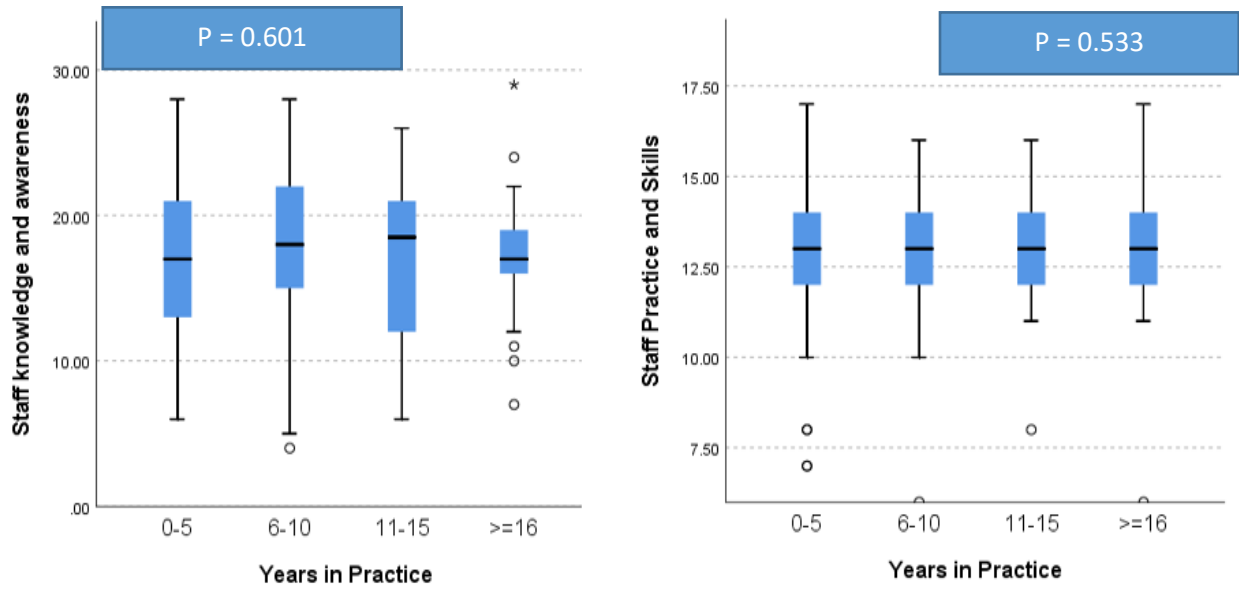 P = 0.601
Staff knowledge and awareness
30.00
20.00
10.00
.00
0-5 6-10 11-15 >=16
Years in Practice
P = 0.533
Staff Practice and Skills
17.50
15.00
12.50
10.00
7.50
0-5 6-10 11-15 >=16
Years in Practice